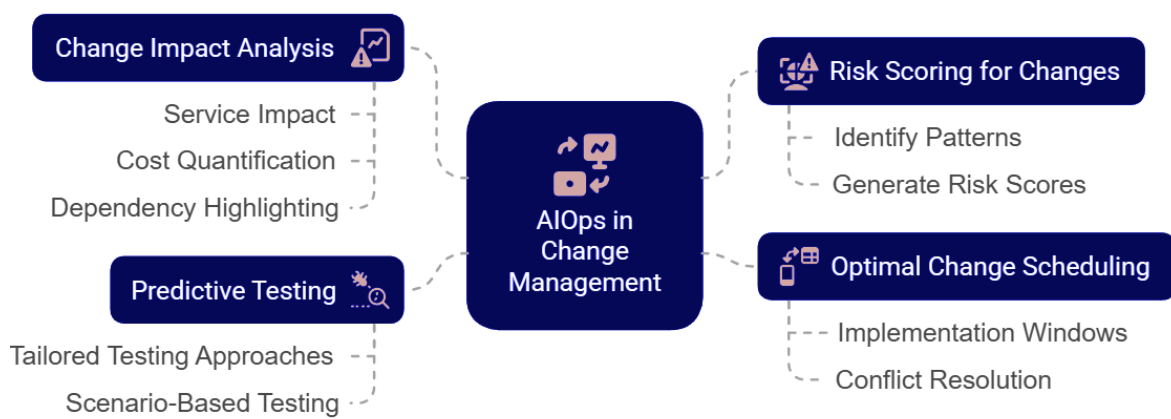 Change Impact Analysis
Service Impact
Cost Quantification
Dependency Highlighting
Predictive Testing
Tailored Testing Approaches
Scenario-Based Testing
AIOps in
Change
Management
Risk Scoring for Changes
Identify Patterns
Generate Risk Scores
Optimal Change Scheduling
Implementation Windows
Conflict Resolution